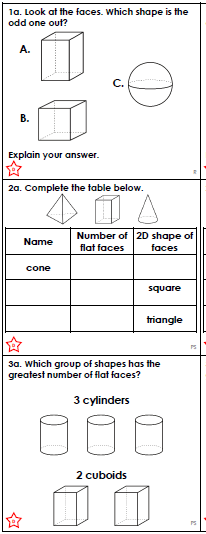 1a. Look at the faces. Which shape is the
odd one out?
A.
C.
B.
Explain your answer.
R
2a. Complete the table below.
Name Number of flat faces 2D shape of faces
cone
square
triangle
R
PS
3a. Which group of shapes has the
greatest number of flat faces?
3 cylinders
2 cuboids
R
PS